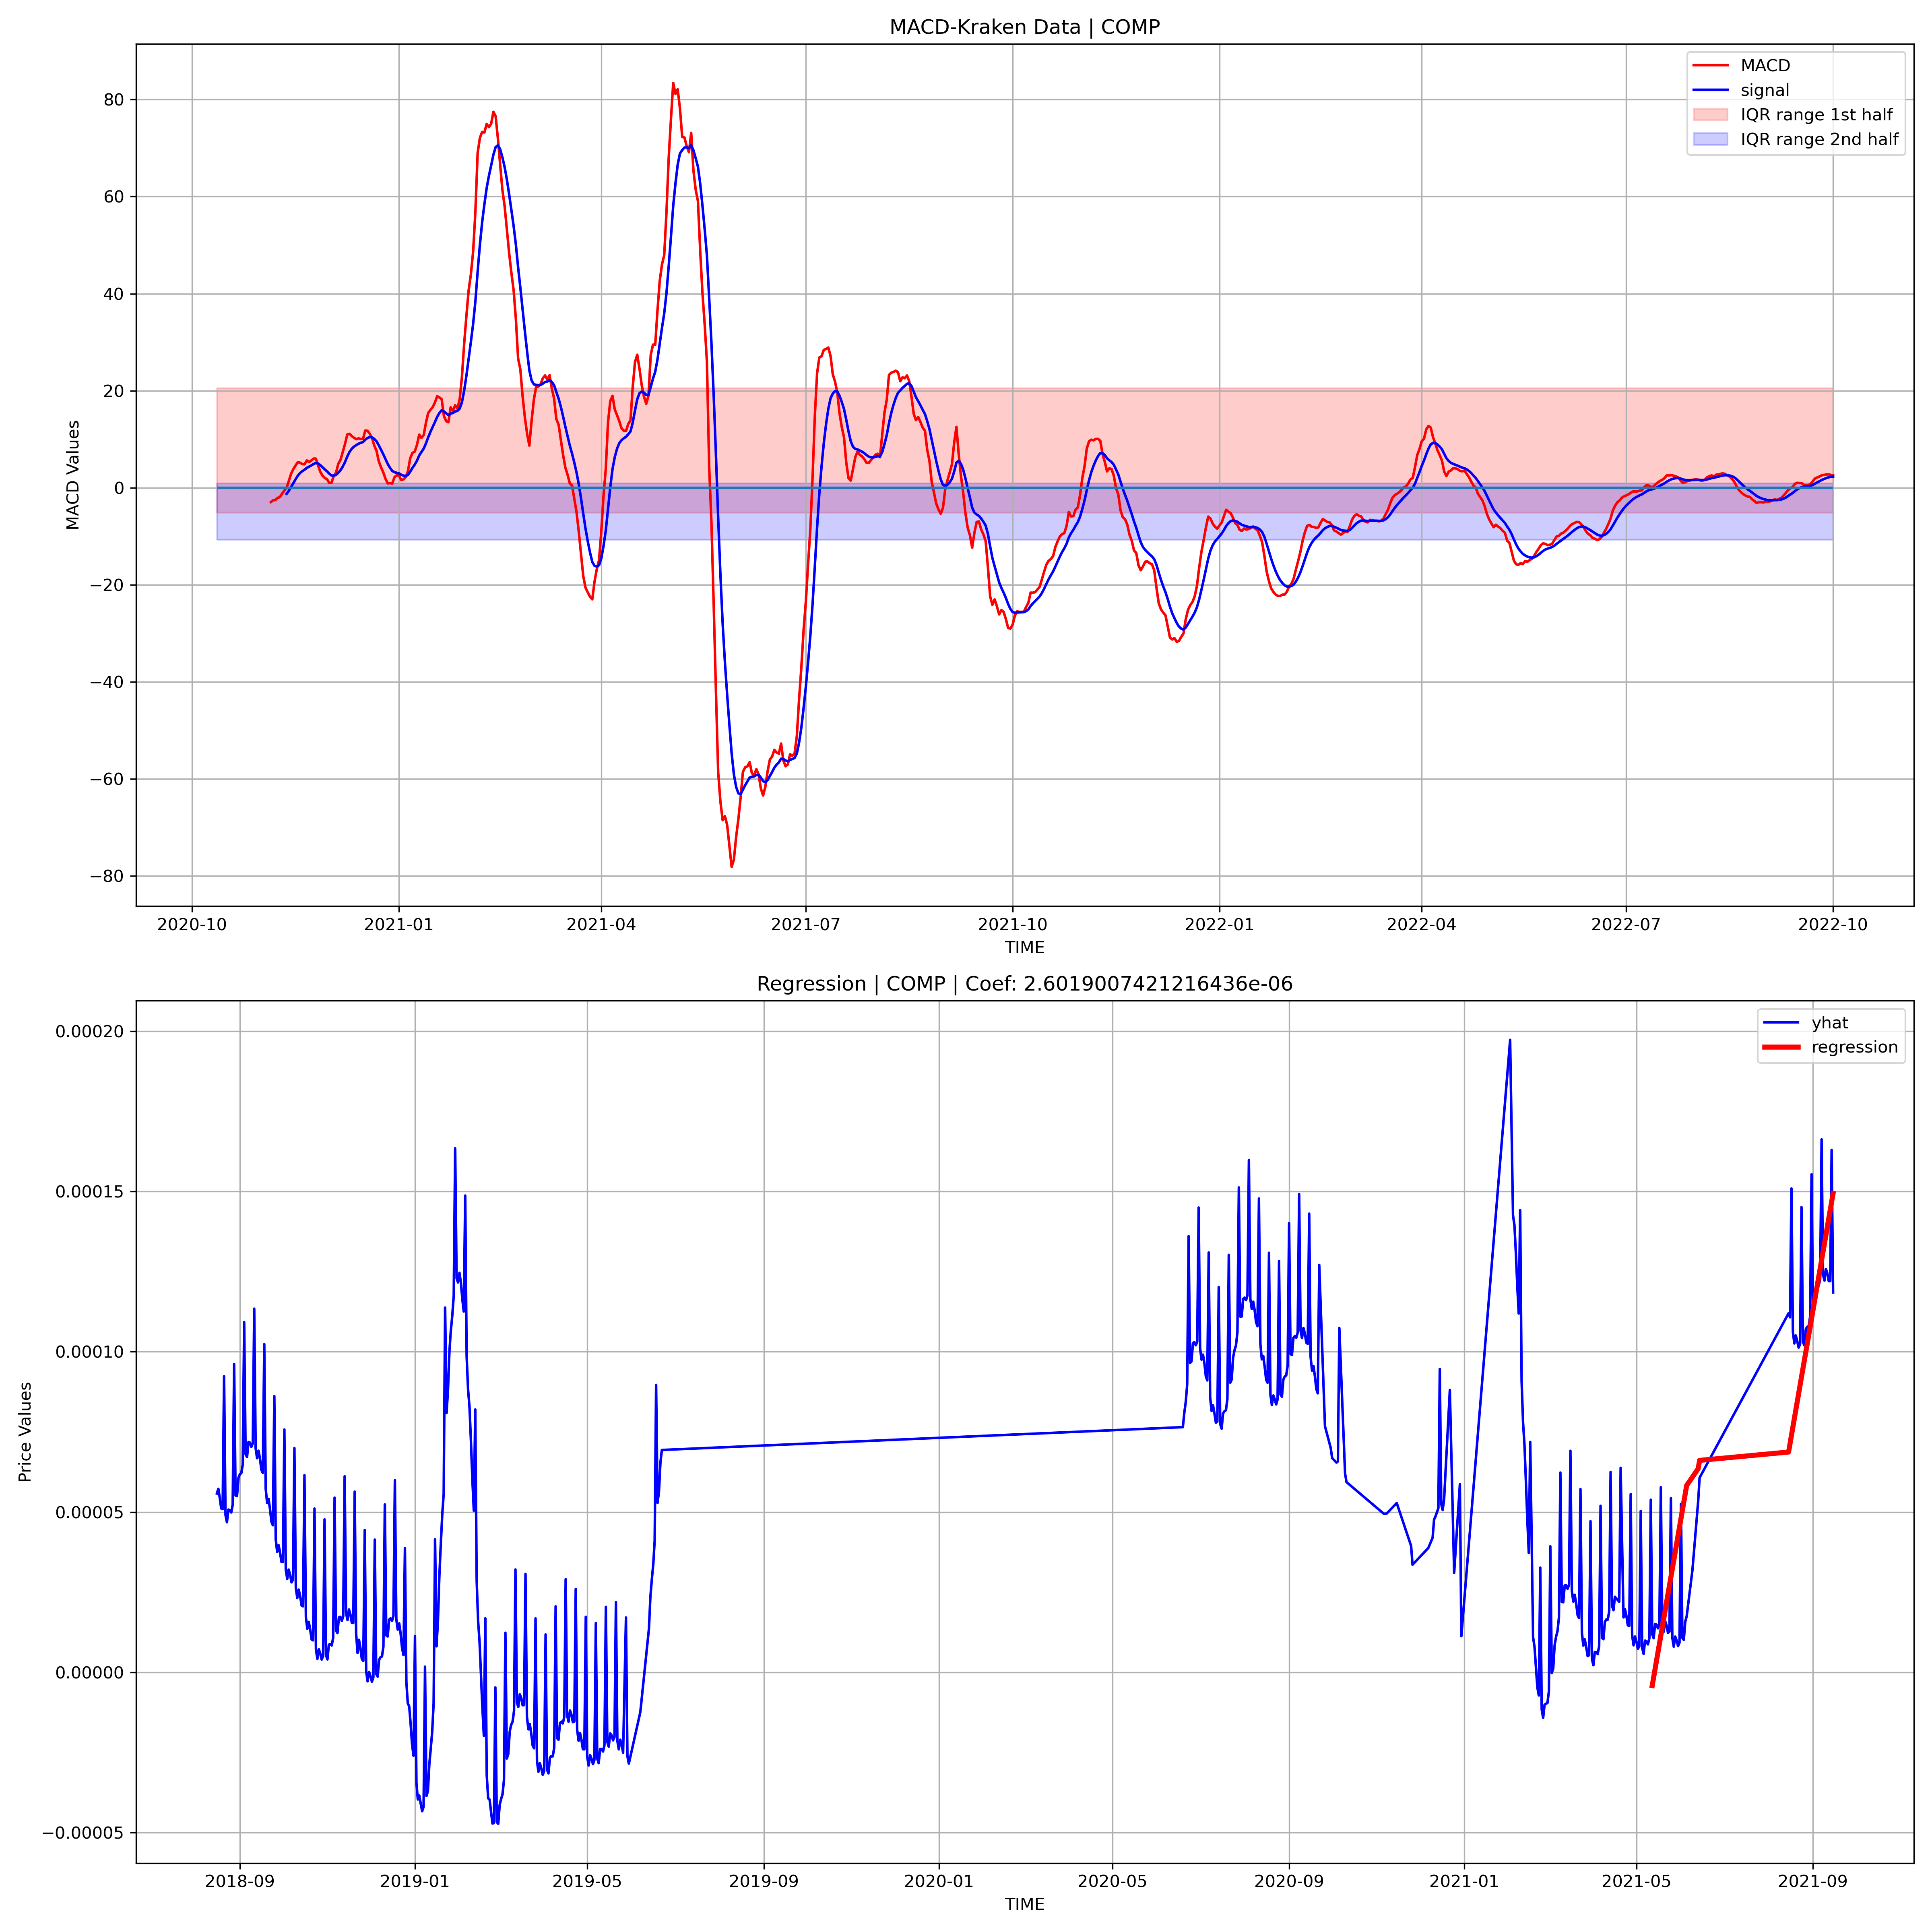 MACD-Kraken Data | COMP
MACD
signal
IQR range 1st half
IQR range 2nd half
MACD Values
80
60
40
20
0
−20
−40
−60
−80
2020-10 2021-01 2021-04 2021-07 2021-10 2022-01 2022-04 2022-07 2022-10
TIME
Regression | COMP | Coef: 2.6019007421216436e-06
yhat
regression
Price Values
0.00020
0.00015
0.00010
0.00005
0.00000
−0.00005
2018-09 2019-01 2019-05 2019-09 2020-01 2020-05 2020-09 2021-01 2021-05 2021-09
TIME